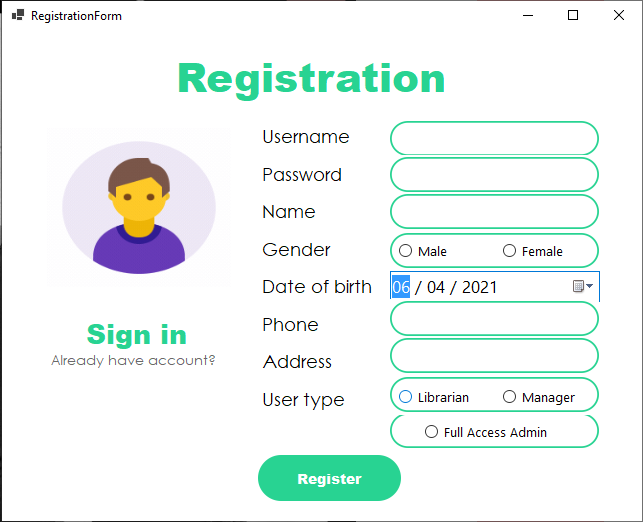 RegistrationForm
Registration
Username
Password
Name
Gender Male Female
Date of birth 06 / 04 / 2021
Phone
Sign in
Already have account?
Address
User type Librarian Manager
Full Access Admin
Register